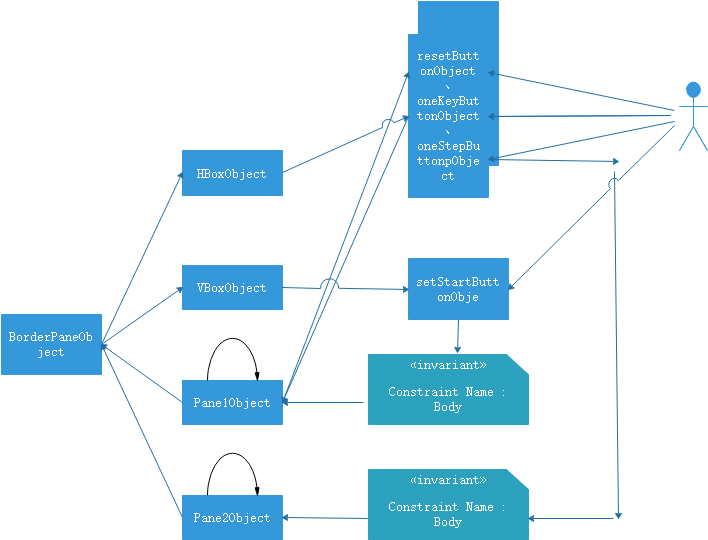 resetButt
onObject
、
oneKeyBut
tonObject
、
oneStepBu
ttonpObje
ct
HBoxObject
VBoxObject
setStartButt
onObje
BorderPaneOb
ject
«invariant»
Constraint Name :
Body
Pane1Object
«invariant»
Constraint Name :
Body
Pane2Object